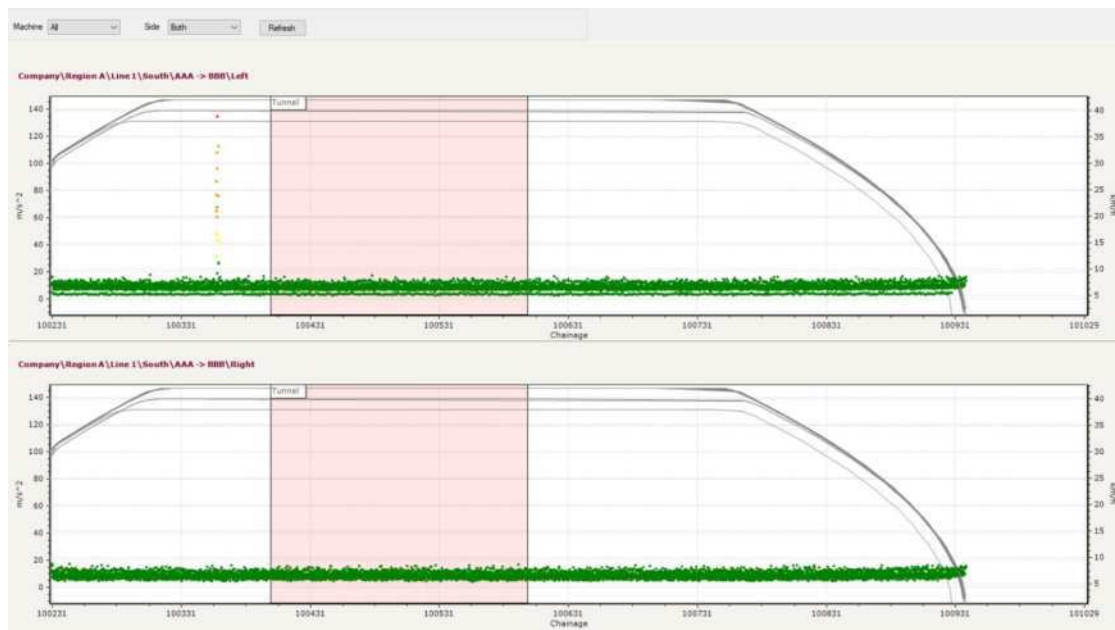 Machine All Side Both Refresh
Company\Region A\Line 1\South\AAA -> BBB\Left
Tunnel
140
120
100
80
60
40
20
0
m/s^2
40
35
30
25
20
15
10
5
km/h
100231 100331 100431 100531 100631 100731 100831 100931 101029
Chainage
Company\Region A\Line 1\South\AAA -> BBB\Right
Tunnel
140
120
100
80
60
40
20
0
m/s^2
40
35
30
25
20
15
10
5
km/h
100231 100331 100431 100531 100631 100731 100831 100931 101029
Chainage